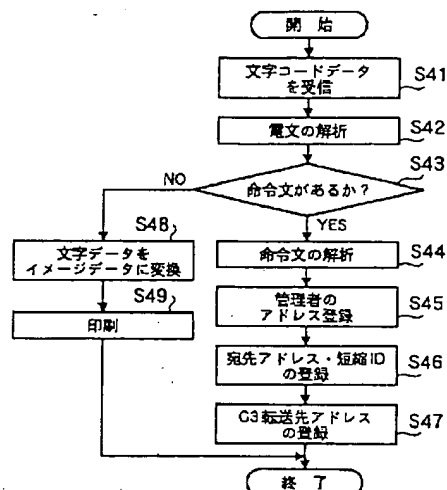 開 始
文字コードデータ
を受信
S41
電文の解析
S42
命令文があるか？
S43
NO
YES
S48
文字データを
イメージデータに変換
命令文の解析
S44
S49
印刷
管理者の
アドレス登録
S45
宛先アドレス・短縮ID
の登録
S46
G3転送先アドレス
の登録
S47
終 了